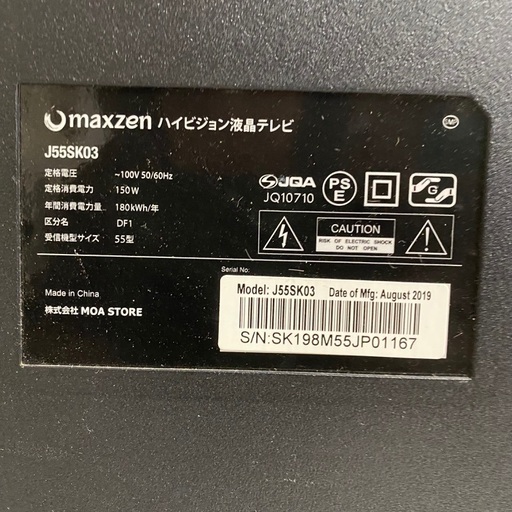 maxzen ハイビジョン液晶テレビ
J55SK03
定格電圧 ~100V 50/60Hz
定格消費電力 150W
年間消費電力量 180kWh/年
区分名 DF1
受信機型サイズ 55型
JQA
JQ10710
PS
E
G
CAUTION
RISK OF ELECTRIC SHOCK
DO NOT OPEN
Serial No:
Model: J55SK03 Date of Mfg: August 2019
S/N:SK198M55JP01167
Made in China
株式会社 MOA STORE